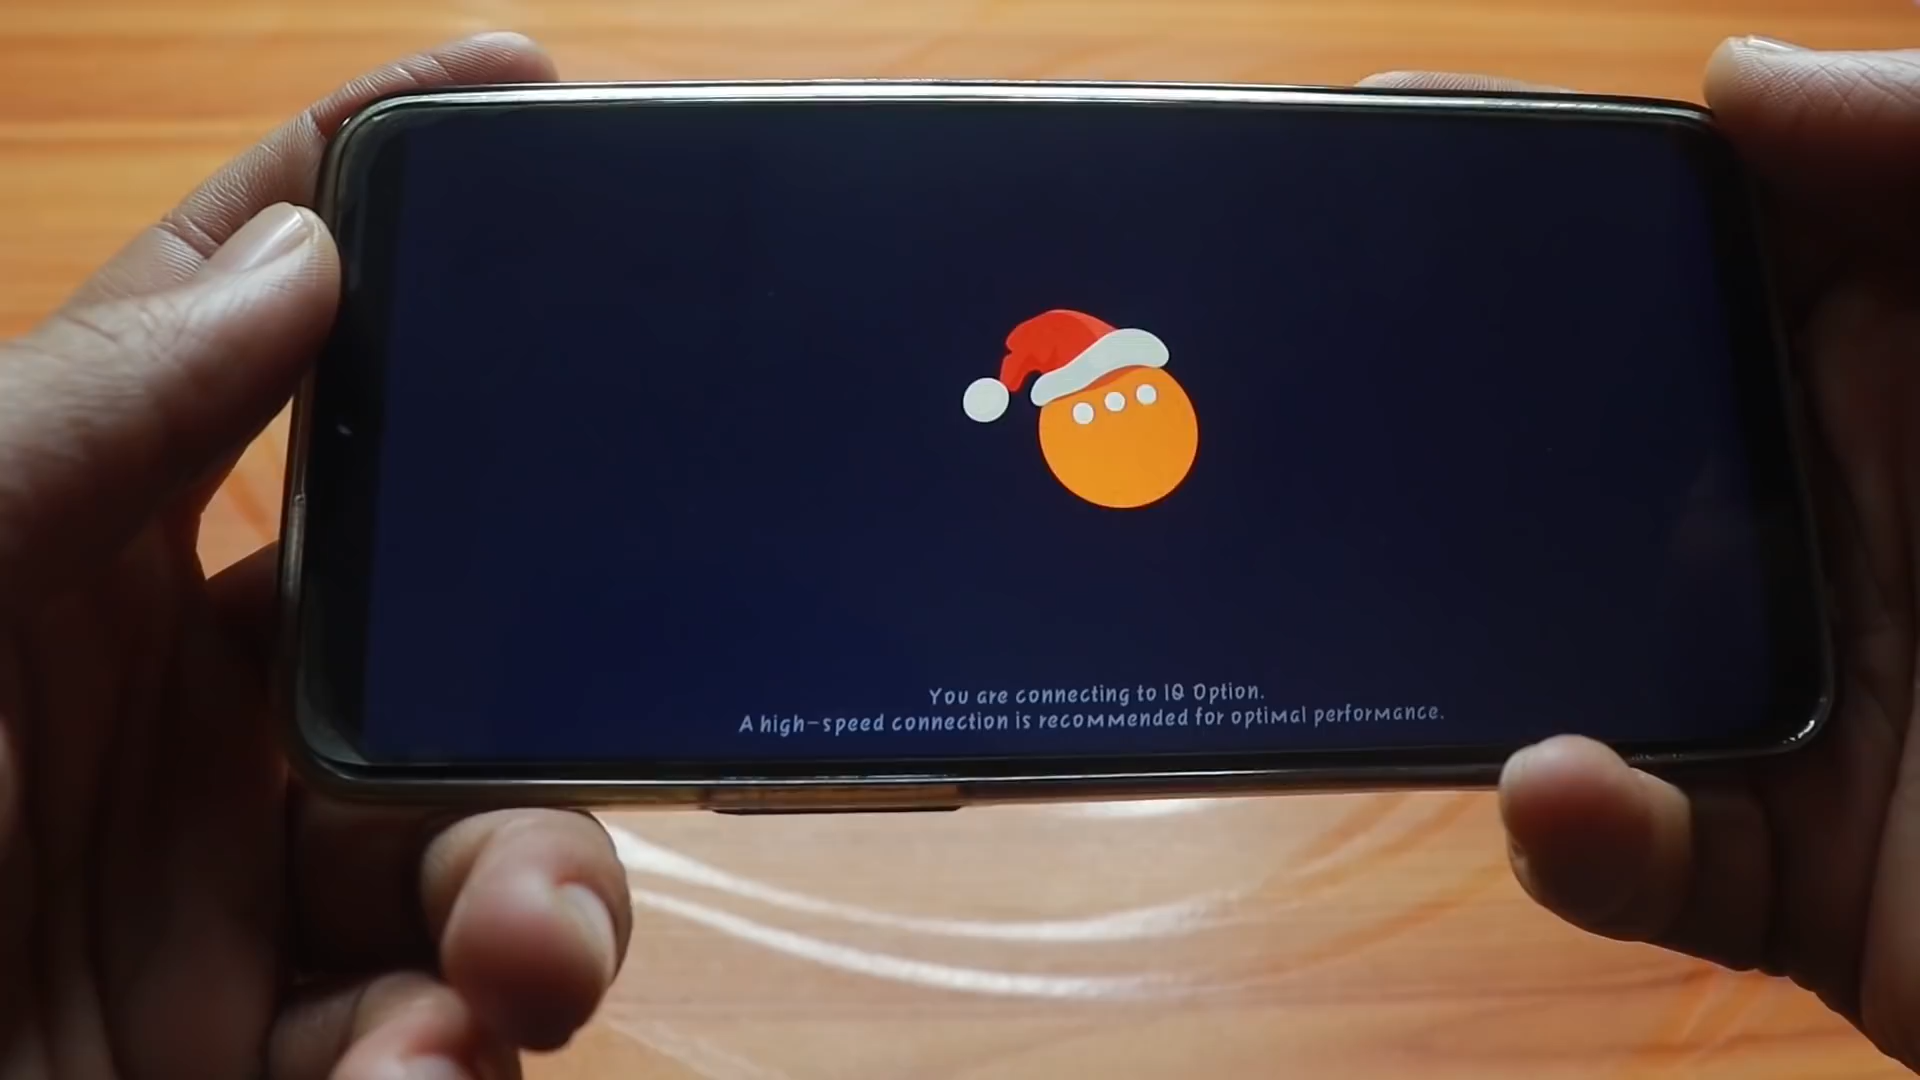 You are connecting to IQ Option.
A high-speed connection is recommended for optimal performance.